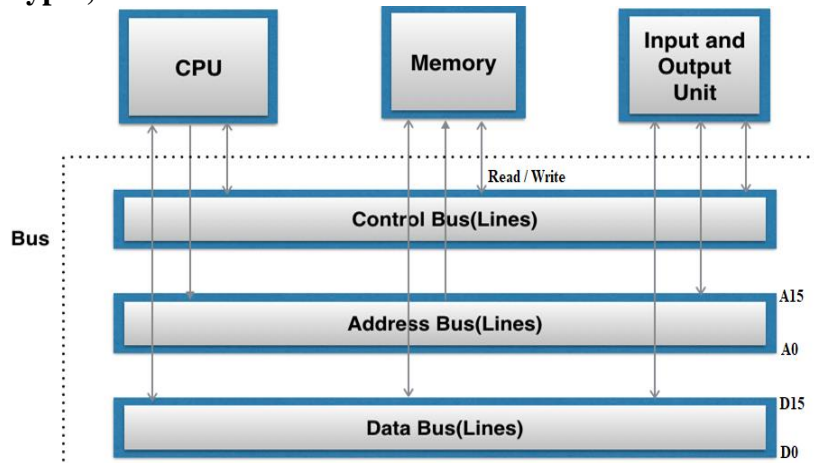 CPU
Memory
Input and
Output
Unit
Read / Write
Control Bus(Lines)
Bus
A15
Address Bus(Lines)
A0
D15
Data Bus(Lines)
D0